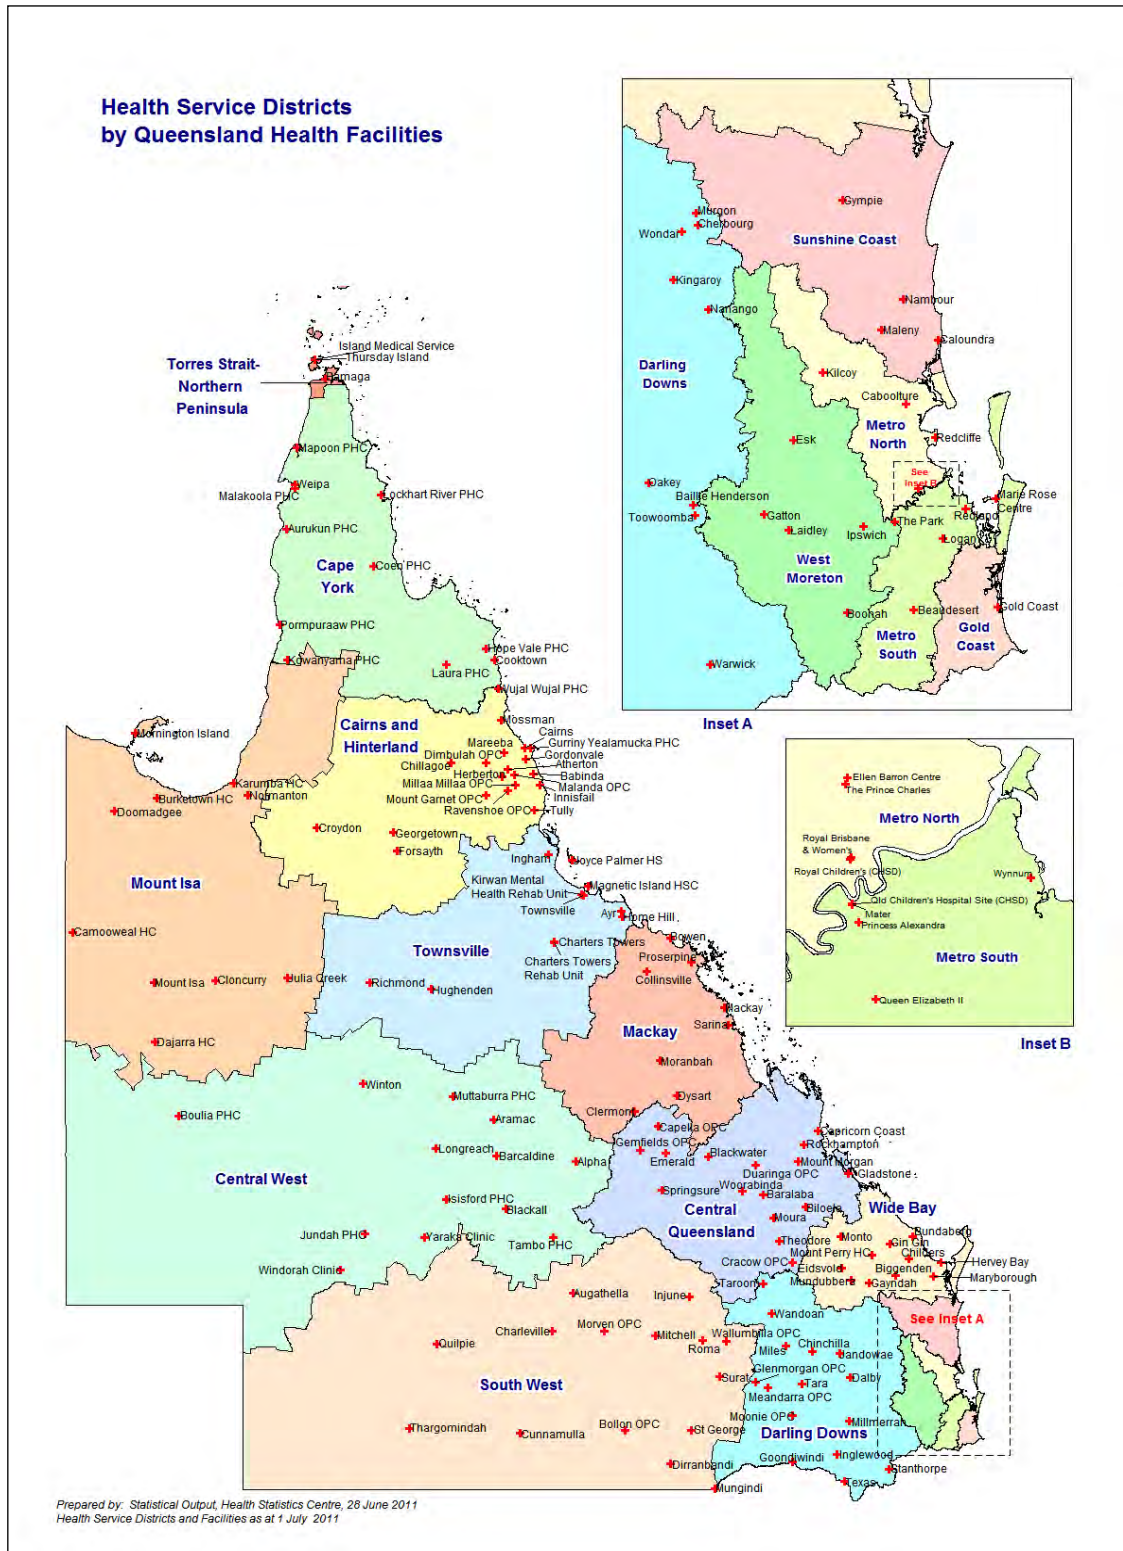 Health Service Districts
by Queensland Health Facilities
Island Medical Service
Thursday Island
Torres Strait-
Northern
Peninsula
Bamaga
Mapoon PHC
Weipa
Malakoola PHC
Lockhart River PHC
Aurukun PHC
Cape
York
Coen PHC
Pormpuraaw PHC
Hope Vale PHC
Kowanyama PHC
Cooktown
Laura PHC
Wujal Wujal PHC
Mornington Island
Cairns and
Hinterland
Mossman
Cairns
Mareeba
Gurriny Yealamucka PHC
Dimbulah OPC
Gordonvale
Chillagoe
Atherton
Herberton
Babinda
Millaa Millaa OPC
Malanda OPC
Mount Garnet OPC
Innisfail
Ravenshoe OPC
Tully
Karumba HC
Normanton
Burketown HC
Doomadgee
Croydon
Georgetown
Forsayth
Mount Isa
Ingham
Joyce Palmer HS
Kirwan Mental
Health Rehab Unit
Magnetic Island HSC
Townsville
Ayr
Home Hill
Camooweal HC
Townsville
Charters Towers
Charters Towers
Rehab Unit
Bowen
Proserpine
Collinsville
Mount Isa
Cloncurry
Julia Creek
Richmond
Hughenden
Mackay
Sarina
Mackay
Dajarra HC
Moranbah
Winton
Muttaburra PHC
Dysart
Clermont
Boulia PHC
Aramac
Capella OPC
Capricorn Coast
Gemfields OPC
Rockhampton
Longreach
Barcaldine
Alpha
Emerald
Blackwater
Mount Morgan
Duaringa OPC
Gladstone
Central West
Springsure
Woorabinda
Baralaba
Isisford PHC
Blackall
Central
Queensland
Biloela
Moura
Wide Bay
Jundah PHC
Yaraka Clinic
Tambo PHC
Theodore
Monto
Bundaberg
Gin Gin
Mount Perry HC
Childers
Cracow OPC
Hervey Bay
Windorah Clinic
Eidsvold
Biggenden
Maryborough
Taroom
Mundubbera
Gayndah
Augathella
Injune
Wandoan
See Inset A
Charleville
Morven OPC
Mitchell
Wallumbilla OPC
Quilpie
Roma
Miles
Chinchilla
Jandowae
Glenmorgan OPC
South West
Surat
Tara
Dalby
Meandarra OPC
Moonie OPC
Millmerran
Thargomindah
Cunnamulla
Bollon OPC
St George
Darling Downs
Goondiwindi
Inglewood
Dirranbandi
Stanthorpe
Mungindi
Texas
Gympie
Murgon
Cherbourg
Wondai
Sunshine Coast
Kingaroy
Nanango
Nambour
Maleny
Caloundra
Darling
Downs
Kilcoy
Caboolture
Metro
North
Redcliffe
Esk
See
Inset B
Oakey
Baillie Henderson
Toowoomba
Gatton
Laidley
Ipswich
The Park
Redland
Marie Rose
Centre
Logan
West
Moreton
Boonah
Beaudesert
Gold Coast
Metro
South
Gold
Coast
Warwick
Inset A
Ellen Barron Centre
The Prince Charles
Metro North
Royal Brisbane
& Women's
Royal Children's (CHSD)
Wynnum
Qld Children's Hospital Site (CHSD)
Mater
Princess Alexandra
Metro South
Queen Elizabeth II
Inset B
Prepared by: Statistical Output, Health Statistics Centre, 28 June 2011
Health Service Districts and Facilities as at 1 July 2011